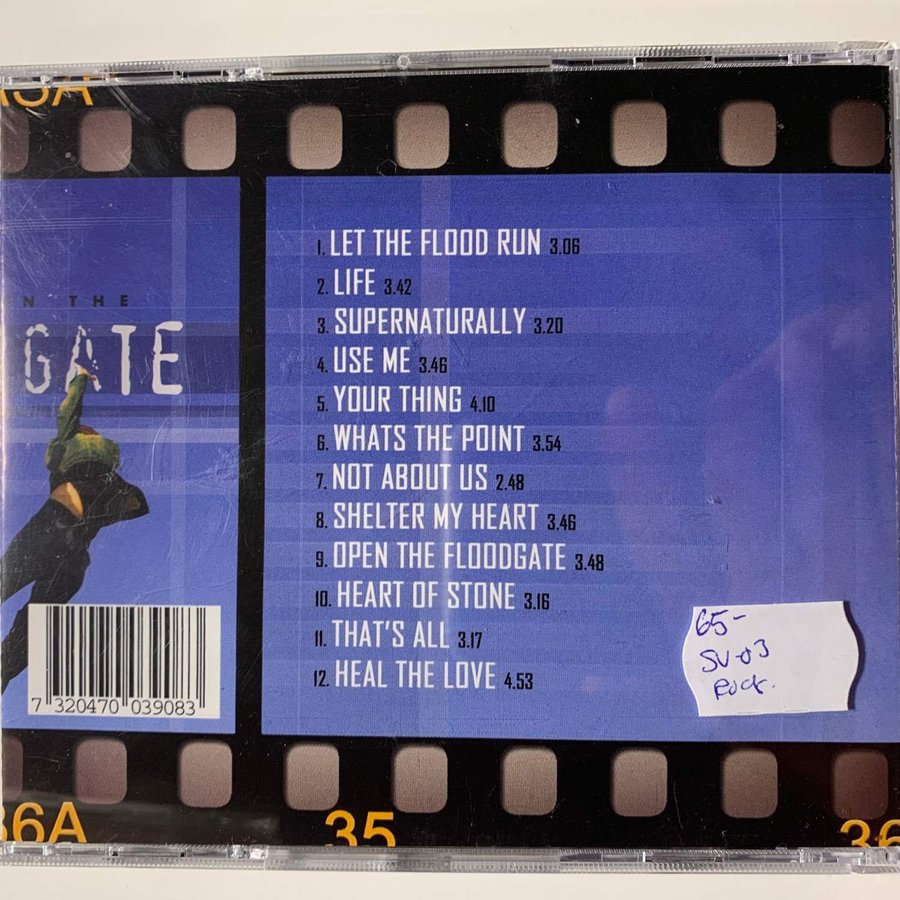 N THE
GATE
1. LET THE FLOOD RUN 3.06
2. LIFE 3.42
3. SUPERNATURALLY 3.20
4. USE ME 3.46
5. YOUR THING 4.10
6. WHATS THE POINT 3.54
7. NOT ABOUT US 2.48
8. SHELTER MY HEART 3.46
9. OPEN THE FLOODGATE 3.48
10. HEART OF STONE 3.16
11. THAT'S ALL 3.17
12. HEAL THE LOVE 4.53
65-
SV-03
Rock.
7 320470 039083
36A
35
36